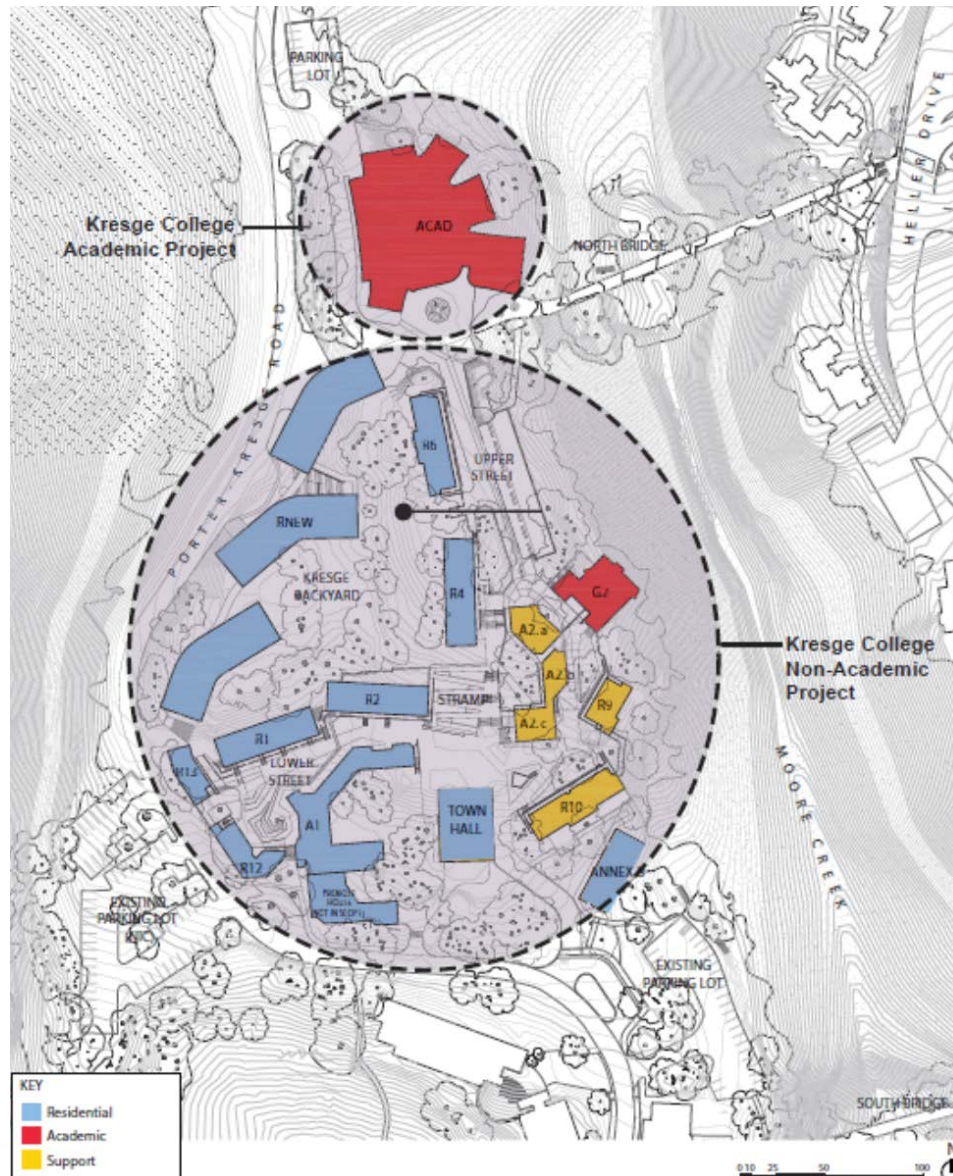 PARKING
LOT
HELLER DRIVE
Kresge College
Academic Project
ACAD
NORTH BRIDGE
PORTER KRESGE ROAD
R6
UPPER
STREET
RNEW
KRESGE
BACKYARD
R4
G7
A2.a
Kresge College
Non-Academic
Project
A2.b
R2
STRAMP
R9
A2.c
R1
LOWER
STREET
R13
MOORE CREEK
R10
A1
TOWN
HALL
R12
ANNEX B
HOUSE
EXISTING
PARKING LOT
EXISTING
PARKING LOT
KEY
Residential
Academic
Support
SOUTH BRIDGE
N
0 10 25 50 100